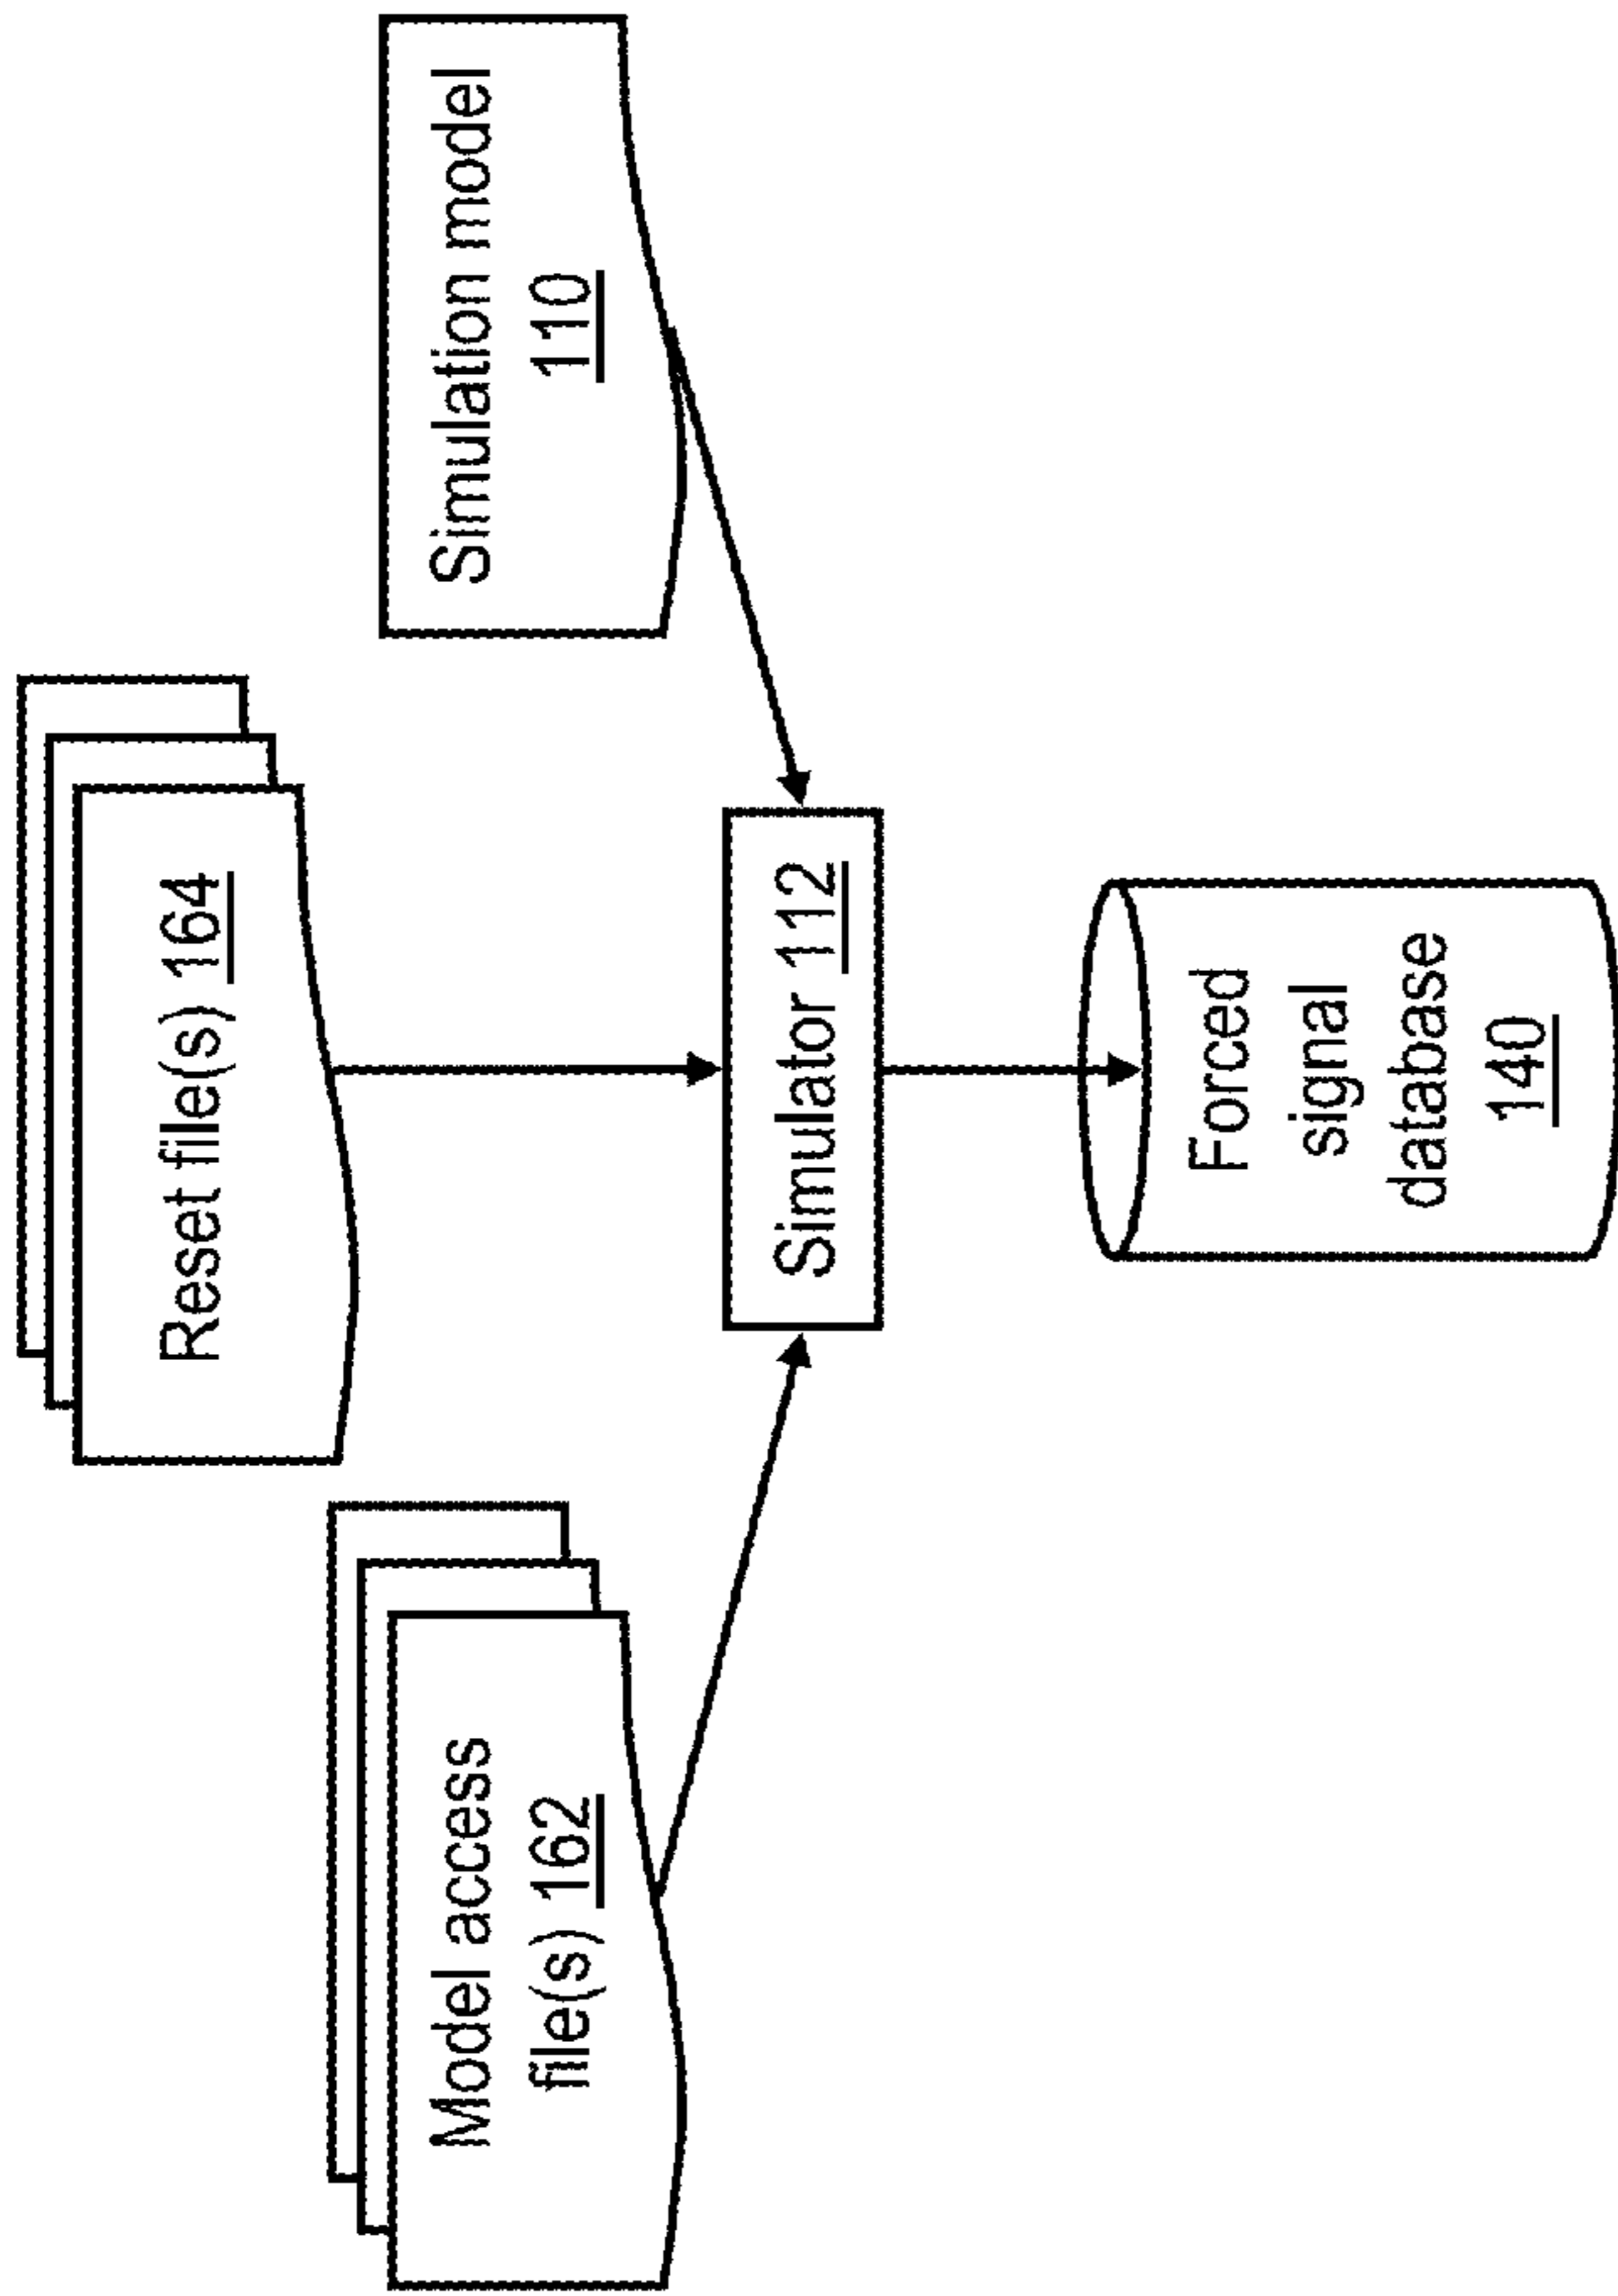 Reset file(s) 164
Model access
file(s) 162
Simulation model
110
Simulator 112
Forced
signal
database
140